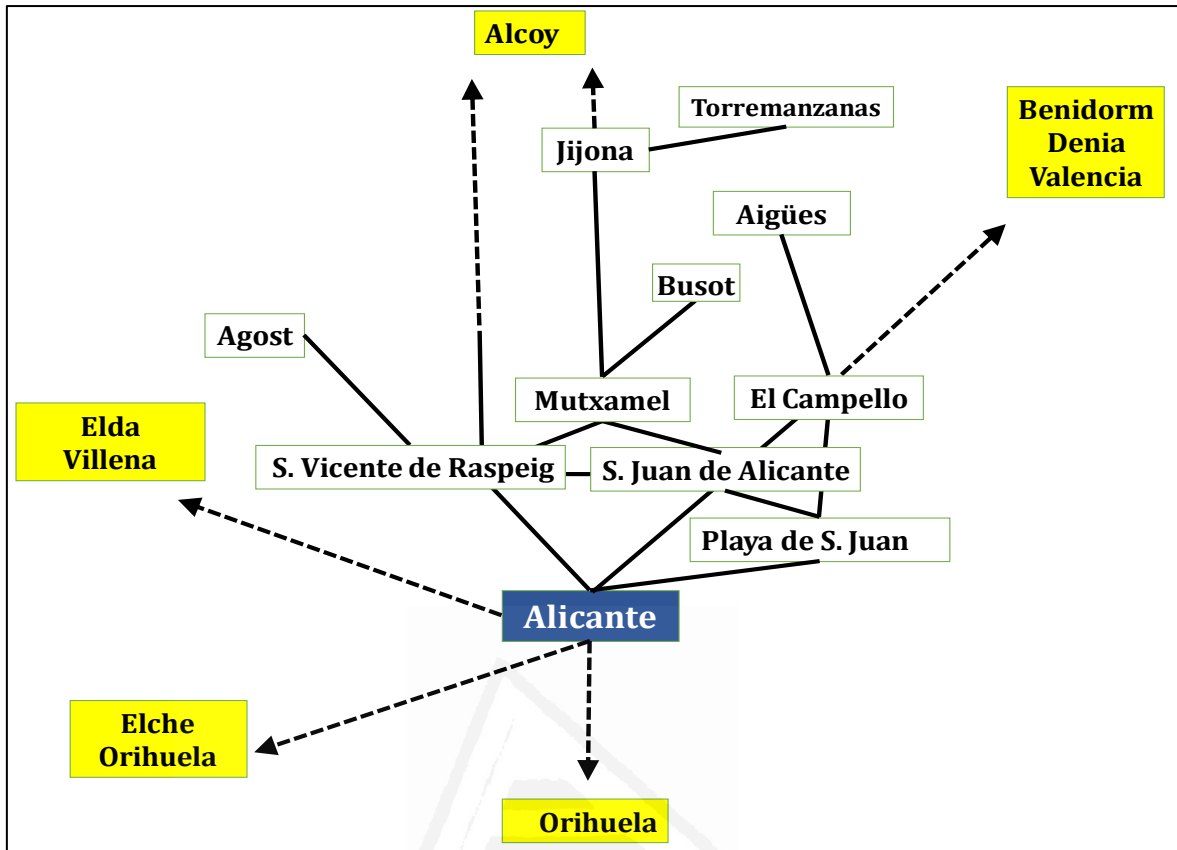 Alcoy
Torremanzanas
Benidorm
Denia
Valencia
Jijona
Aigües
Busot
Agost
Mutxamel
El Campello
Elda
Villena
S. Vicente de Raspeig
S. Juan de Alicante
Playa de S. Juan
Alicante
Elche
Orihuela
Orihuela